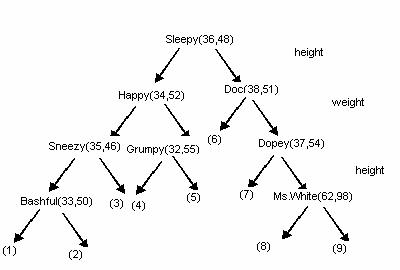 Sleepy(36,48)
height
Happy(34,52)
Doc(38,51)
weight
(6)
Sneezy(35,46)
Grumpy(32,55)
Dopey(37,54)
height
Bashful(33,50)
(3)
(4)
(5)
(7)
Ms.White(62,98)
(1)
(2)
(8)
(9)